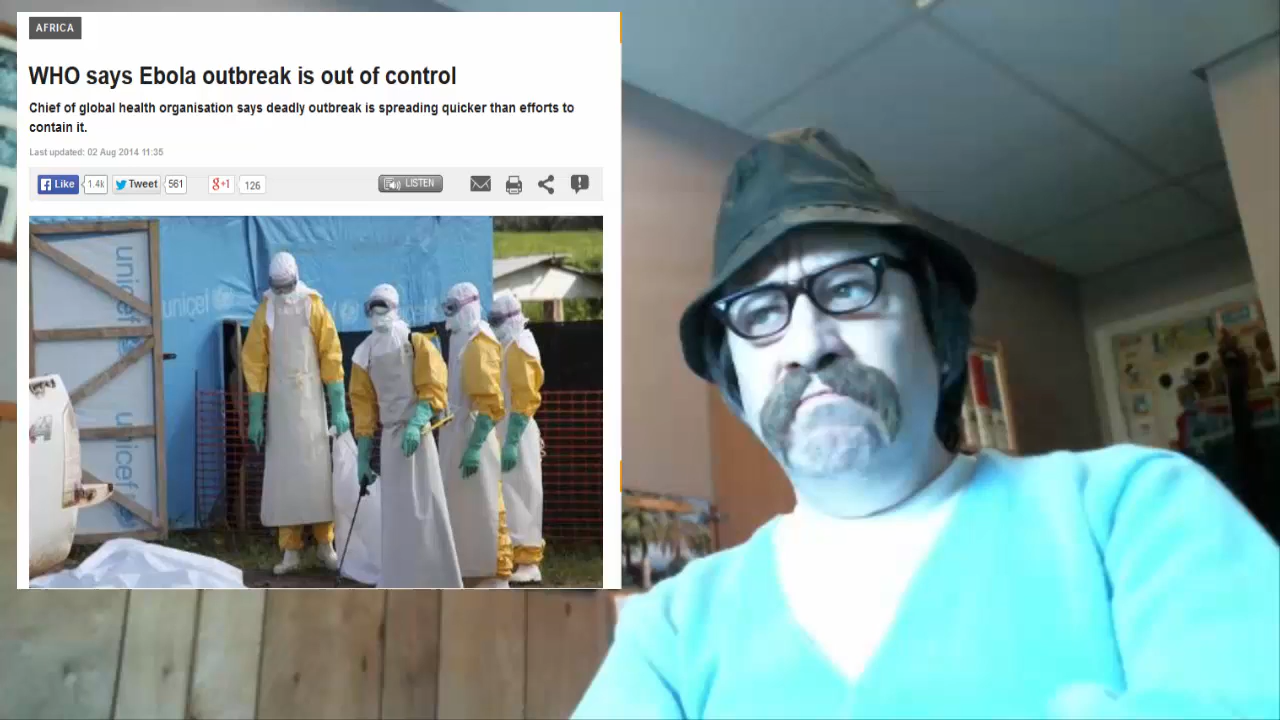 AFRICA
WHO says Ebola outbreak is out of control
Chief of global health organisation says deadly outbreak is spreading quicker than efforts to
contain it.
Last updated: 02 Aug 2014 11:35
Like 1.4k Tweet 561 g+1 126 LISTEN
unicef
unicef
unicef